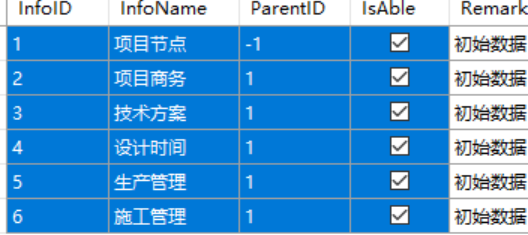 InfoID InfoName ParentID IsAble Remark
1 项目节点 -1 初始数据
2 项目商务 1 初始数据
3 技术方案 1 初始数据
4 设计时间 1 初始数据
5 生产管理 1 初始数据
6 施工管理 1 初始数据